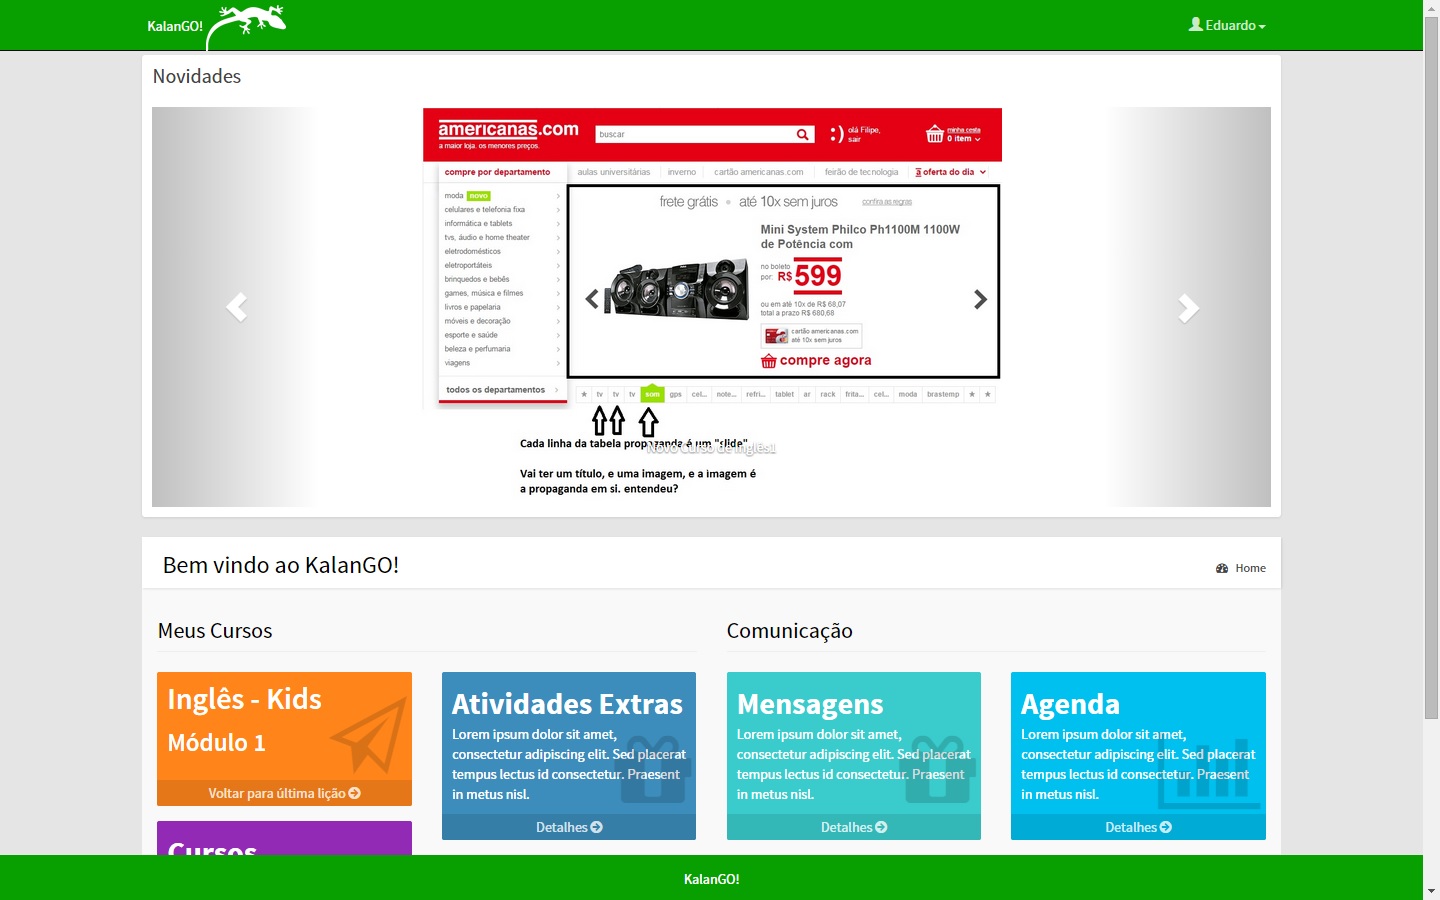 KalanGO!
Eduardo
Novidades
americanas.com
a maior loja. os menores preços.
buscar
:)
olá Filipe,
sair
minha cesta
0 item
compre por departamento
aulas universitárias
inverno
cartão americanas.com
feirão de tecnologia
a oferta do dia
moda novo
celulares e telefonia fixa
informática e tablets
tvs, áudio e home theater
eletrodomésticos
eletroportáteis
brinquedos e bebês
games, música e filmes
livros e papelaria
móveis e decoração
esporte e saúde
beleza e perfumaria
viagens
todos os departamentos
frete grátis • até 10x sem juros
confira as regras
Mini System Philco Ph1100M 1100W
de Potência com
no boleto
por: R$ 599
ou em até 10x de R$ 68,07
total a prazo R$ 680,68
cartão americanas.com
até 10x sem juros
compre agora
★ tv tv tv som gps cel... note... refri... tablet ar rack frita... cel... moda brastemp ★ ★
Cada linha da tabela propaganda é um "slide"
Novo Curso de Inglês1
Vai ter um título, e uma imagem, e a imagem é
a propaganda em si. entendeu?
Bem vindo ao KalanGO!
Home
Meus Cursos
Comunicação
Inglês - Kids
Módulo 1
Voltar para última lição
Atividades Extras
Lorem ipsum dolor sit amet,
consectetur adipiscing elit. Sed placerat
tempus lectus id consectetur. Praesent
in metus nisl.
Detalhes
Mensagens
Lorem ipsum dolor sit amet,
consectetur adipiscing elit. Sed placerat
tempus lectus id consectetur. Praesent
in metus nisl.
Detalhes
Agenda
Lorem ipsum dolor sit amet,
consectetur adipiscing elit. Sed placerat
tempus lectus id consectetur. Praesent
in metus nisl.
Detalhes
Cursos
KalanGO!